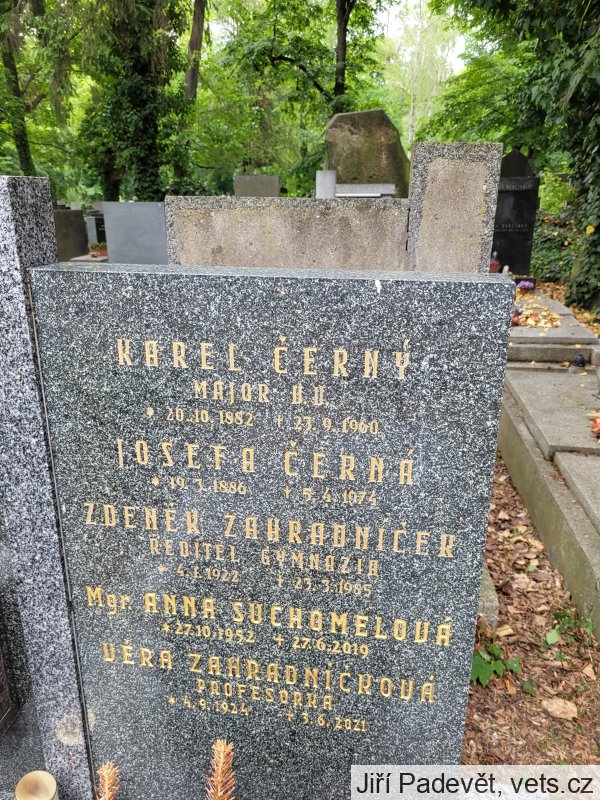 KAREL ČERNÝ
MAJOR V.V.
* 20.10.1882 † 23.9.1960
JOSEFA ČERNÁ
* 19.3.1886 † 5.4.1974
ZDENĚK ZAHRADNÍČEK
ŘEDITEL GYMNAZIA
* 4.1.1922 † 23.3.1985
Mgr. ANNA SUCHOMELOVÁ
* 27.10.1952 † 27.6.2019
VĚRA ZAHRADNÍČKOVÁ
PROFESORKA
* 4.9.1924 † 3.6.2021
Jiří Padevět, vets.cz